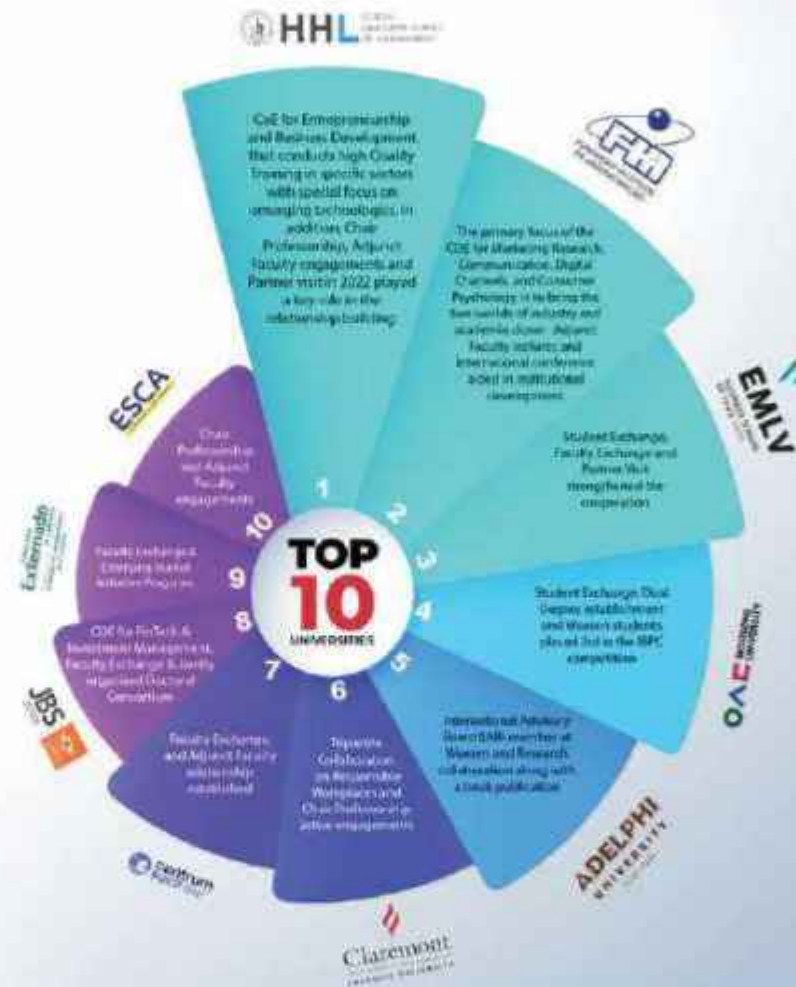 HHL
CoE for Entrepreneurship
and Business Development
that conducts high Quality
Training in specific sectors
with special focus on
emerging technologies. In
addition, Chair
Professorship, Adjunct
Faculty engagements and
Partner visit in 2022 played
a key role in the
relationship building
1
FM
The primary focus of the
COE for Marketing Research,
Communication, Digital
Channels, and Consumer
Psychology, is to bring the
two worlds of industry and
academia closer. Adjunct
Faculty
and
International conference
aided in institutional
development
2
EMLV
Student Exchange,
Faculty Exchange and
Partner Visit
strengthened the
cooperation
3
Student Exchange, Dual
Degree establishment
and Women students
placed 3rd in the
competition
4
ADELPHI
UNIVERSITY
International Advisory
Board member at
and Research
collaboration along with
a book publication
5
Claremont
GRADUATE UNIVERSITY
Tripartite
Collaboration
on Responsible
Workplaces and
Chair Professorship
active engagements
6
centrum
Faculty Exchange,
and Adjunct Faculty
relationship
established
7
JBS
COE for FinTech &
Investment Management,
Faculty Exchange & Jointly
organised Doctoral
Consortium
8
Externado
Faculty Exchange &
Emerging Market
Initiative Program
9
ESCA
Chair
Professorship
and Adjunct
Faculty
engagements
10
TOP
10
UNIVERSITIES